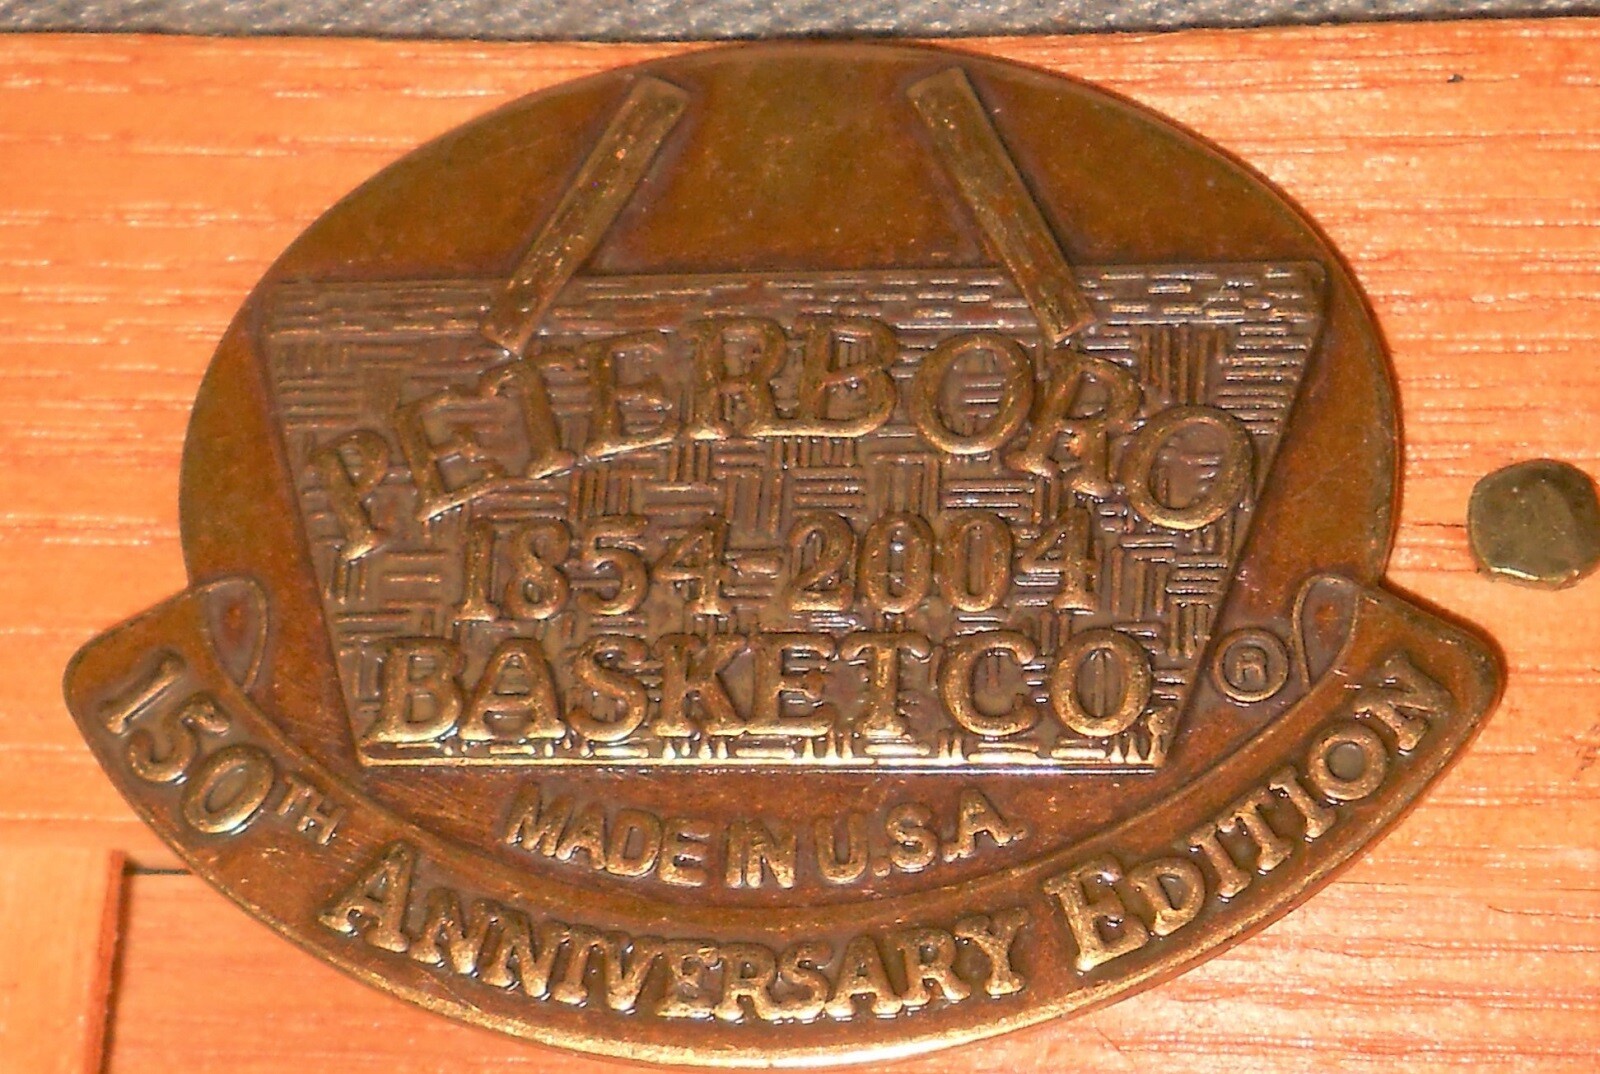 PETERBORO
1854-2004
BASKETCO
®
MADE IN U.S.A.
150TH ANNIVERSARY EDITION